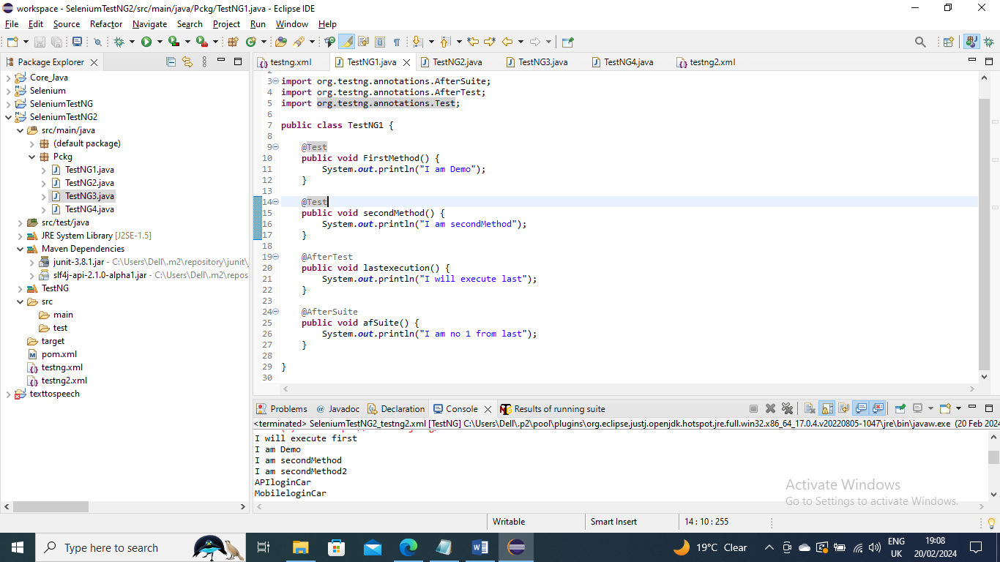 workspace - SeleniumTestNG2/src/main/java/Pckg/TestNG1.java - Eclipse IDE
File Edit Source Refactor Navigate Search Project Run Window Help
Package Explorer
Core_Java
Selenium
SeleniumTestNG
SeleniumTestNG2
src/main/java
(default package)
Pckg
TestNG1.java
TestNG2.java
TestNG3.java
TestNG4.java
src/test/java
JRE System Library [J2SE-1.5]
Maven Dependencies
junit-3.8.1.jar - C:\Users\Dell\.m2\repository\junit\
slf4j-api-2.1.0-alpha1.jar - C:\Users\Dell\.m2\repos
TestNG
src
main
test
target
pom.xml
testng.xml
testng2.xml
texttospeech
testng.xml TestNG1.java TestNG2.java TestNG3.java TestNG4.java testng2.xml
2
3 import org.testng.annotations.AfterSuite;
4 import org.testng.annotations.AfterTest;
5 import org.testng.annotations.Test;
6
7 public class TestNG1 {
8
9 @Test
10 public void FirstMethod() {
11 System.out.println("I am Demo");
12 }
13
14 @Test
15 public void secondMethod() {
16 System.out.println("I am secondMethod");
17 }
18
19 @AfterTest
20 public void lastexecution() {
21 System.out.println("I will execute last");
22 }
23
24 @AfterSuite
25 public void afSuite() {
26 System.out.println("I am no 1 from last");
27 }
28
29 }
30
Problems @ Javadoc Declaration Console Results of running suite
<terminated> SeleniumTestNG2_testng2.xml [TestNG] C:\Users\Dell\.p2\pool\plugins\org.eclipse.justj.openjdk.hotspot.jre.full.win32.x86_64_17.0.4.v20220805-1047\jre\bin\javaw.exe (20 Feb 2024
I will execute first
I am Demo
I am secondMethod
I am secondMethod2
APIloginCar
MobileloginCar
Activate Windows
Go to Settings to activate Windows.
Writable Smart Insert 14 : 10 : 255
Type here to search
19°C Clear
ENG
UK
19:08
20/02/2024